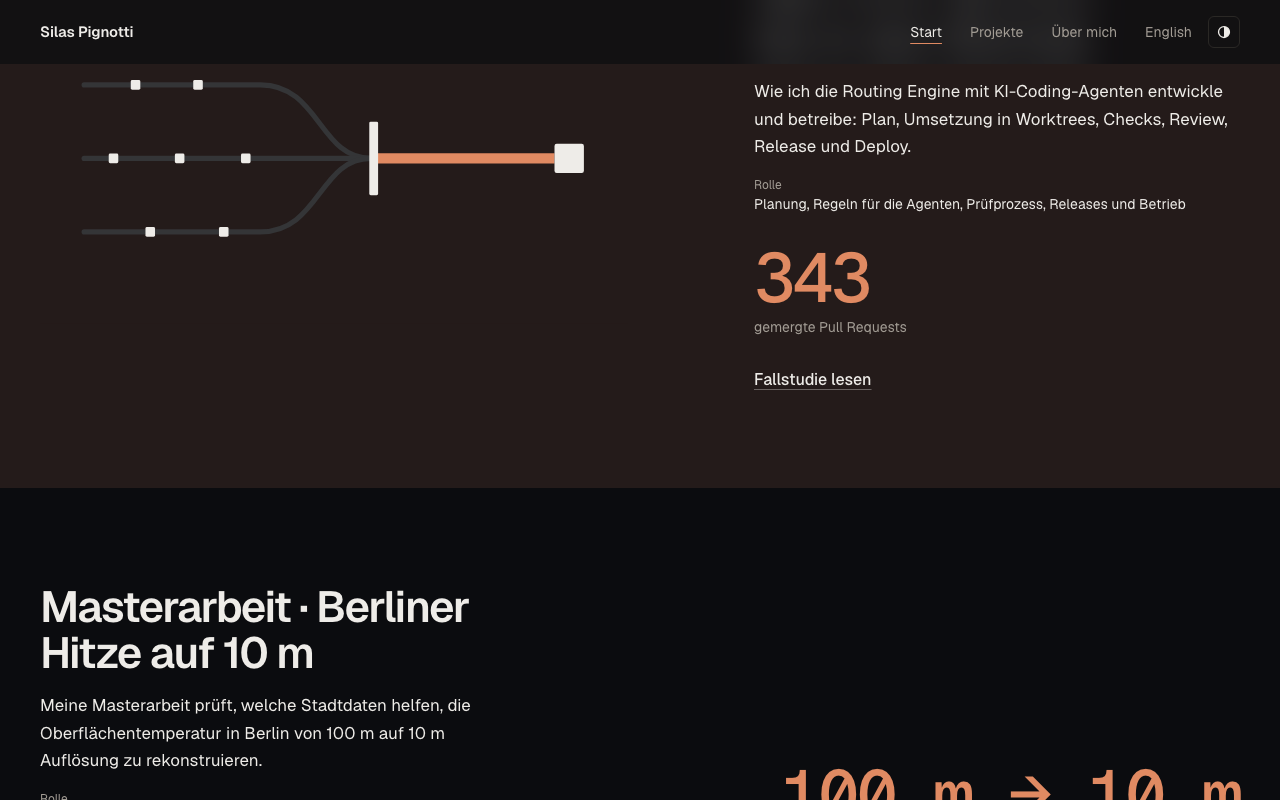 Silas Pignotti
Start
Projekte
Über mich
English
Wie ich die Routing Engine mit KI-Coding-Agenten entwickle
und betreibe: Plan, Umsetzung in Worktrees, Checks, Review,
Release und Deploy.
Rolle
Planung, Regeln für die Agenten, Prüfprozess, Releases und Betrieb
343
gemergte Pull Requests
Fallstudie lesen
Masterarbeit · Berliner
Hitze auf 10 m
Meine Masterarbeit prüft, welche Stadtdaten helfen, die
Oberflächentemperatur in Berlin von 100 m auf 10 m
Auflösung zu rekonstruieren.
Rolle
100 m → 10 m